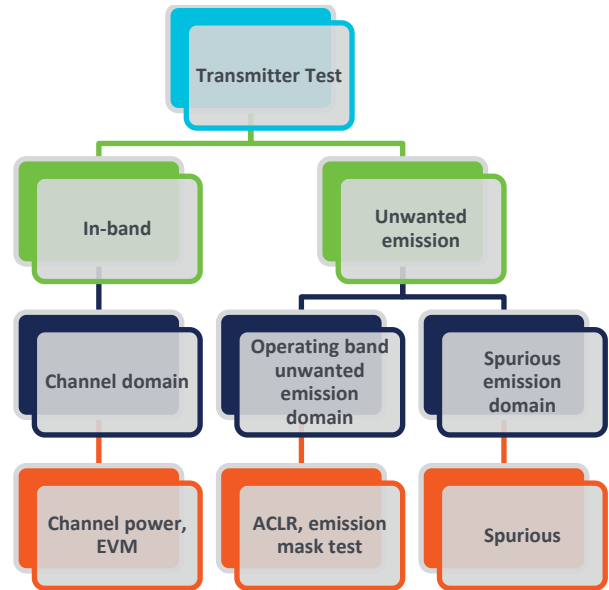 Transmitter Test
In-band
Unwanted
emission
Channel domain
Operating band
unwanted
emission
domain
Spurious
emission
domain
Channel power,
EVM
ACLR, emission
mask test
Spurious